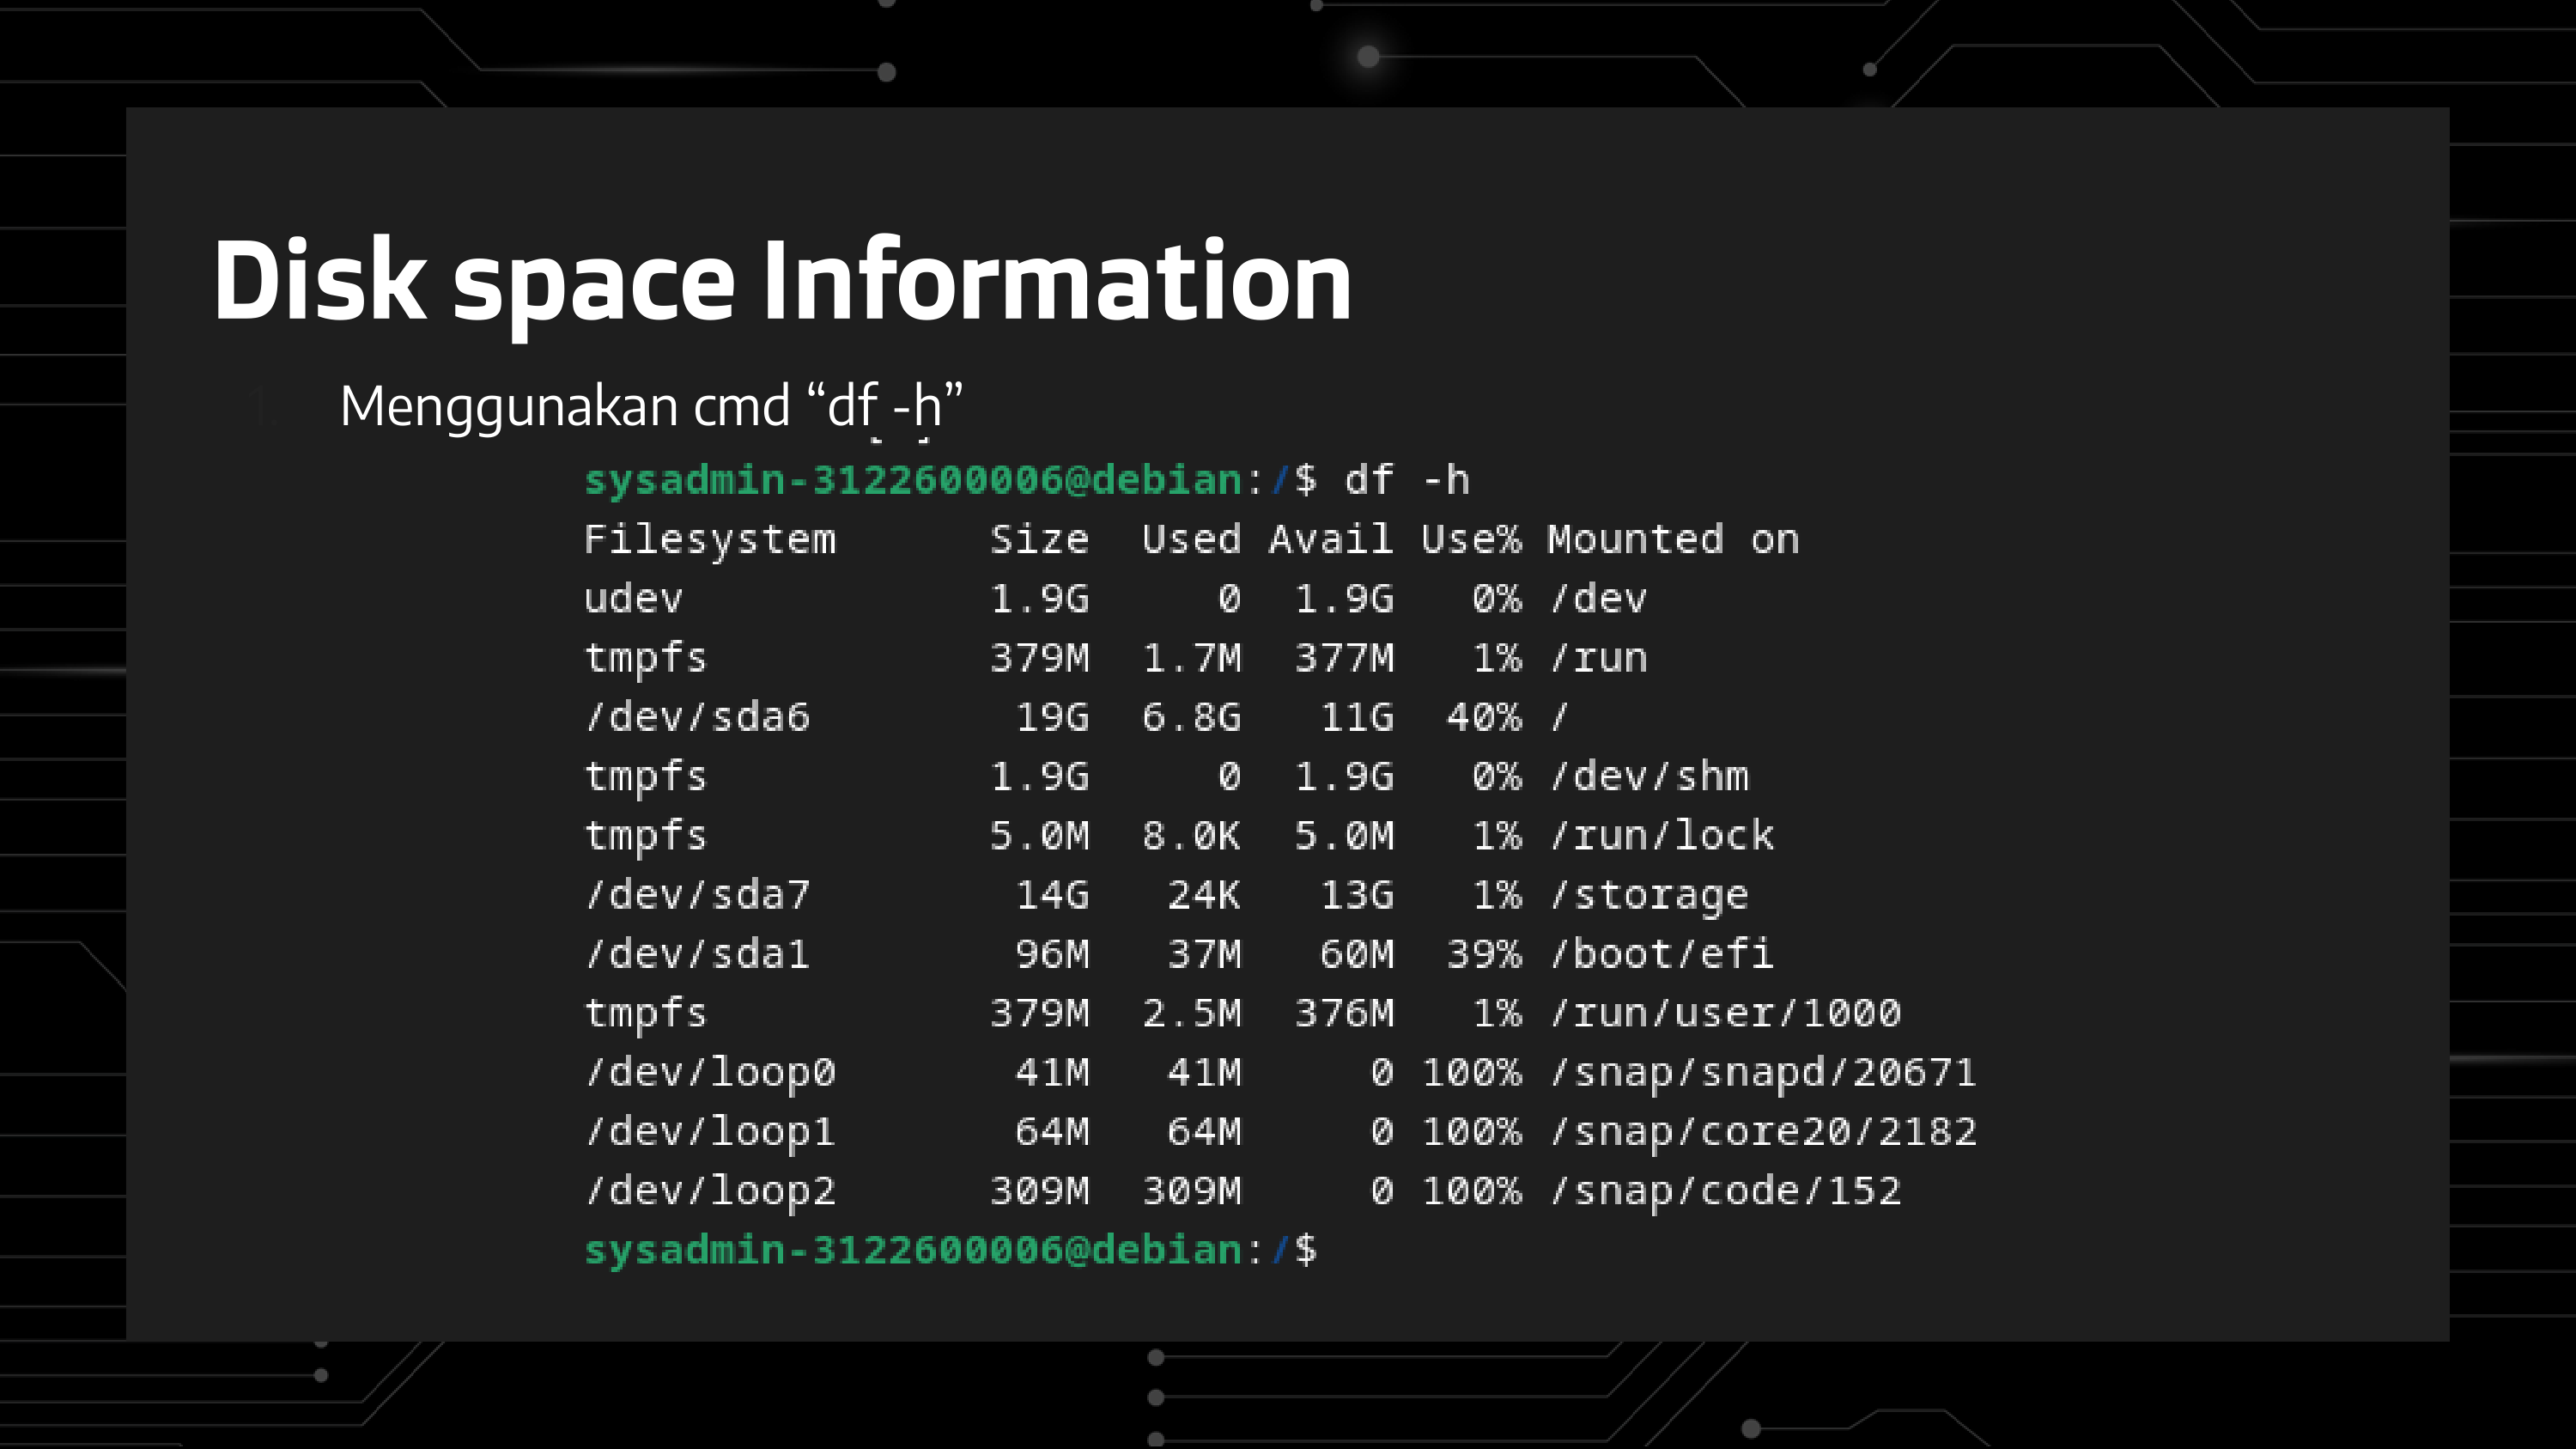 Disk space Information
1. Menggunakan cmd “df -h”
sysadmin-3122600006@debian:/$ df -h
Filesystem      Size  Used Avail Use% Mounted on
udev            1.9G     0  1.9G   0% /dev
tmpfs           379M  1.7M  377M   1% /run
/dev/sda6        19G  6.8G   11G  40% /
tmpfs           1.9G     0  1.9G   0% /dev/shm
tmpfs           5.0M  8.0K  5.0M   1% /run/lock
/dev/sda7        14G   24K   13G   1% /storage
/dev/sda1        96M   37M   60M  39% /boot/efi
tmpfs           379M  2.5M  376M   1% /run/user/1000
/dev/loop0       41M   41M     0 100% /snap/snapd/20671
/dev/loop1       64M   64M     0 100% /snap/core20/2182
/dev/loop2      309M  309M     0 100% /snap/code/152
sysadmin-3122600006@debian:/$